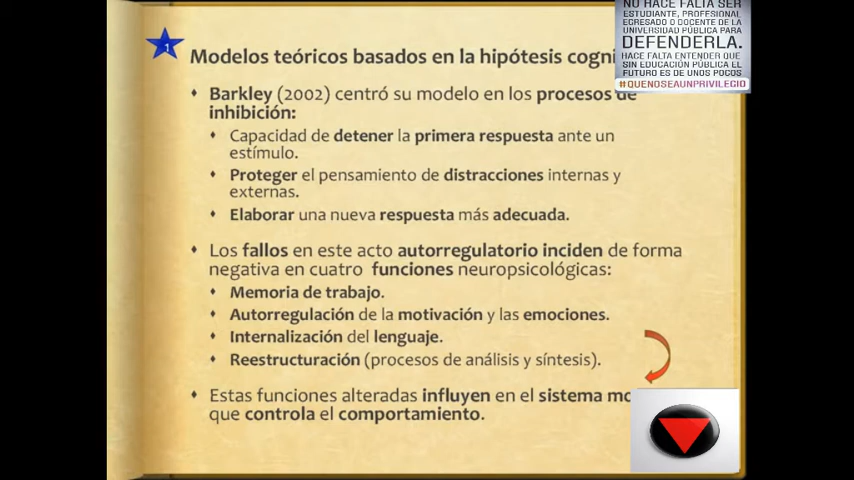 NO HACE FALTA SER
ESTUDIANTE, PROFESIONAL
EGRESADO O DOCENTE DE LA
UNIVERSIDAD PÚBLICA PARA
DEFENDERLA.
HACE FALTA ENTENDER QUE
SIN EDUCACIÓN PÚBLICA EL
FUTURO ES DE UNOS POCOS
#QUENOSEAUNPRIVILEGIO
1
Modelos teóricos basados en la hipótesis cogni
Barkley (2002) centró su modelo en los procesos de
inhibición:
Capacidad de detener la primera respuesta ante un
estímulo.
Proteger el pensamiento de distracciones internas y
externas.
Elaborar una nueva respuesta más adecuada.
Los fallos en este acto autorregulatorio inciden de forma
negativa en cuatro funciones neuropsicológicas:
Memoria de trabajo.
Autorregulación de la motivación y las emociones.
Internalización del lenguaje.
Reestructuración (procesos de análisis y síntesis).
Estas funciones alteradas influyen en el sistema mo
que controla el comportamiento.